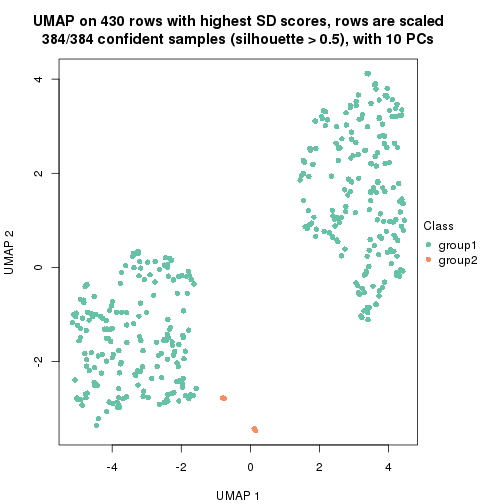 UMAP on 430 rows with highest SD scores, rows are scaled
384/384 confident samples (silhouette > 0.5), with 10 PCs
4
2
0
-2
UMAP 2
-4
-2
0
2
4
UMAP 1
Class
group1
group2